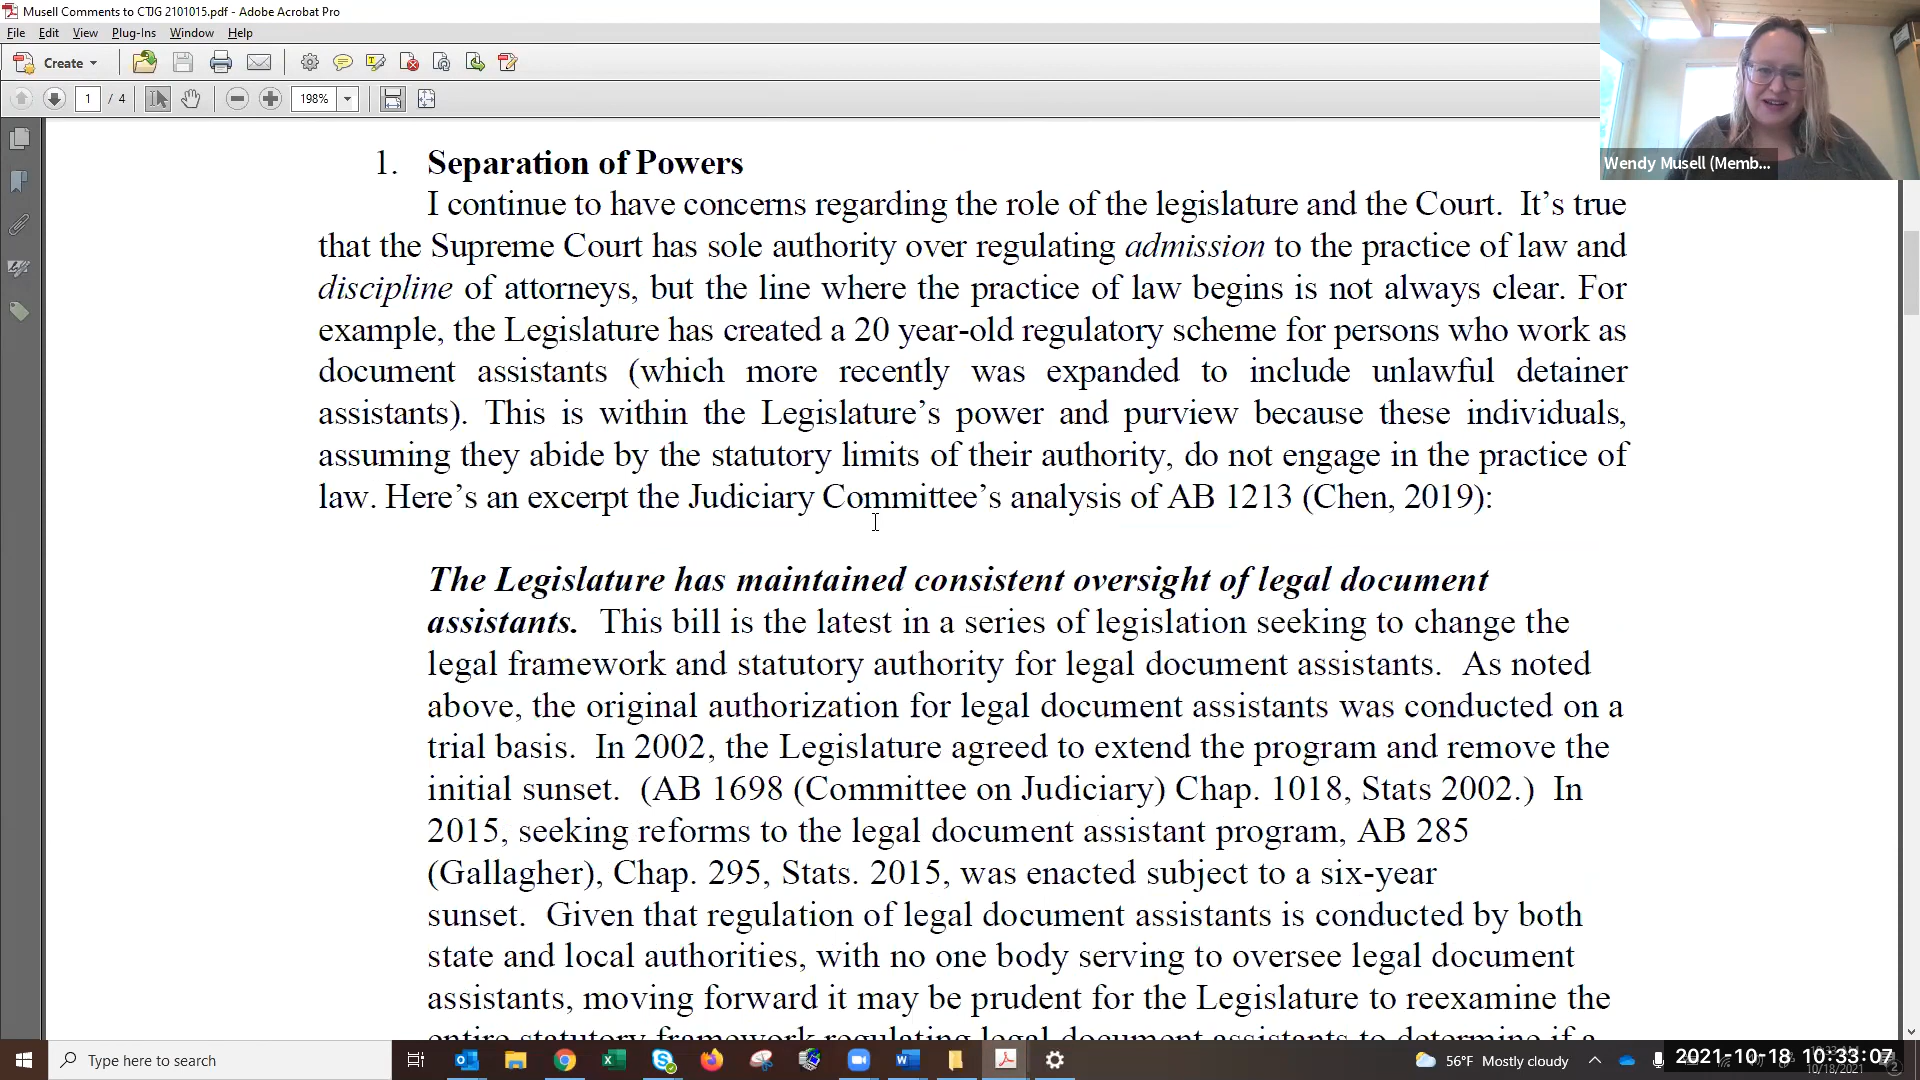 Musell Comments to CTJG 2101015.pdf - Adobe Acrobat Pro
File Edit View Plug-Ins Window Help
Create
1 / 4 198%
Wendy Musell (Memb...
1. Separation of Powers
I continue to have concerns regarding the role of the legislature and the Court. It’s true
that the Supreme Court has sole authority over regulating admission to the practice of law and
discipline of attorneys, but the line where the practice of law begins is not always clear. For
example, the Legislature has created a 20 year-old regulatory scheme for persons who work as
document assistants (which more recently was expanded to include unlawful detainer
assistants). This is within the Legislature’s power and purview because these individuals,
assuming they abide by the statutory limits of their authority, do not engage in the practice of
law. Here’s an excerpt the Judiciary Committee’s analysis of AB 1213 (Chen, 2019):
The Legislature has maintained consistent oversight of legal document
assistants. This bill is the latest in a series of legislation seeking to change the
legal framework and statutory authority for legal document assistants. As noted
above, the original authorization for legal document assistants was conducted on a
trial basis. In 2002, the Legislature agreed to extend the program and remove the
initial sunset. (AB 1698 (Committee on Judiciary) Chap. 1018, Stats 2002.) In
2015, seeking reforms to the legal document assistant program, AB 285
(Gallagher), Chap. 295, Stats. 2015, was enacted subject to a six-year
sunset. Given that regulation of legal document assistants is conducted by both
state and local authorities, with no one body serving to oversee legal document
assistants, moving forward it may be prudent for the Legislature to reexamine the
entire statutory framework regulating legal document assistants to determine if a
Type here to search
56°F Mostly cloudy
2021-10-18 10:33:07
10/18/2021